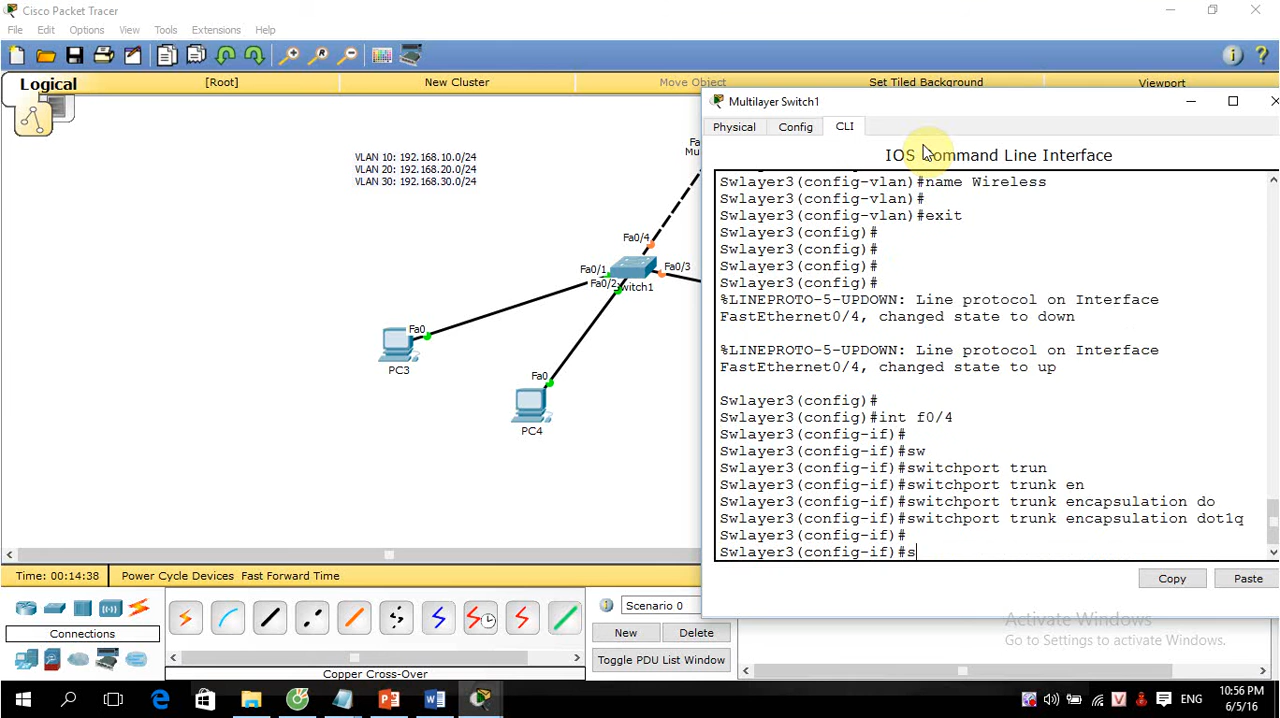 Cisco Packet Tracer
File Edit Options View Tools Extensions Help
Logical
[Root]
New Cluster
Move Object
Set Tiled Background
Viewport
VLAN 10: 192.168.10.0/24
VLAN 20: 192.168.20.0/24
VLAN 30: 192.168.30.0/24
Fa
Mu
Fa0/4
Fa0/1
Fa0/3
Fa0/2
Switch1
Fa0
PC3
Fa0
PC4
Multilayer Switch1
Physical Config CLI
IOS Command Line Interface
Swlayer3(config-vlan)#name Wireless
Swlayer3(config-vlan)#
Swlayer3(config-vlan)#exit
Swlayer3(config)#
Swlayer3(config)#
Swlayer3(config)#
Swlayer3(config)#
%LINEPROTO-5-UPDOWN: Line protocol on Interface
FastEthernet0/4, changed state to down
%LINEPROTO-5-UPDOWN: Line protocol on Interface
FastEthernet0/4, changed state to up
Swlayer3(config)#
Swlayer3(config)#int f0/4
Swlayer3(config-if)#
Swlayer3(config-if)#sw
Swlayer3(config-if)#switchport trun
Swlayer3(config-if)#switchport trunk en
Swlayer3(config-if)#switchport trunk encapsulation do
Swlayer3(config-if)#switchport trunk encapsulation dot1q
Swlayer3(config-if)#
Swlayer3(config-if)#s
Copy Paste
Time: 00:14:38 Power Cycle Devices Fast Forward Time
Connections
Copper Cross-Over
Scenario 0
New Delete
Toggle PDU List Window
Activate Windows
Go to Settings to activate Windows.
ENG
10:56 PM
6/5/16